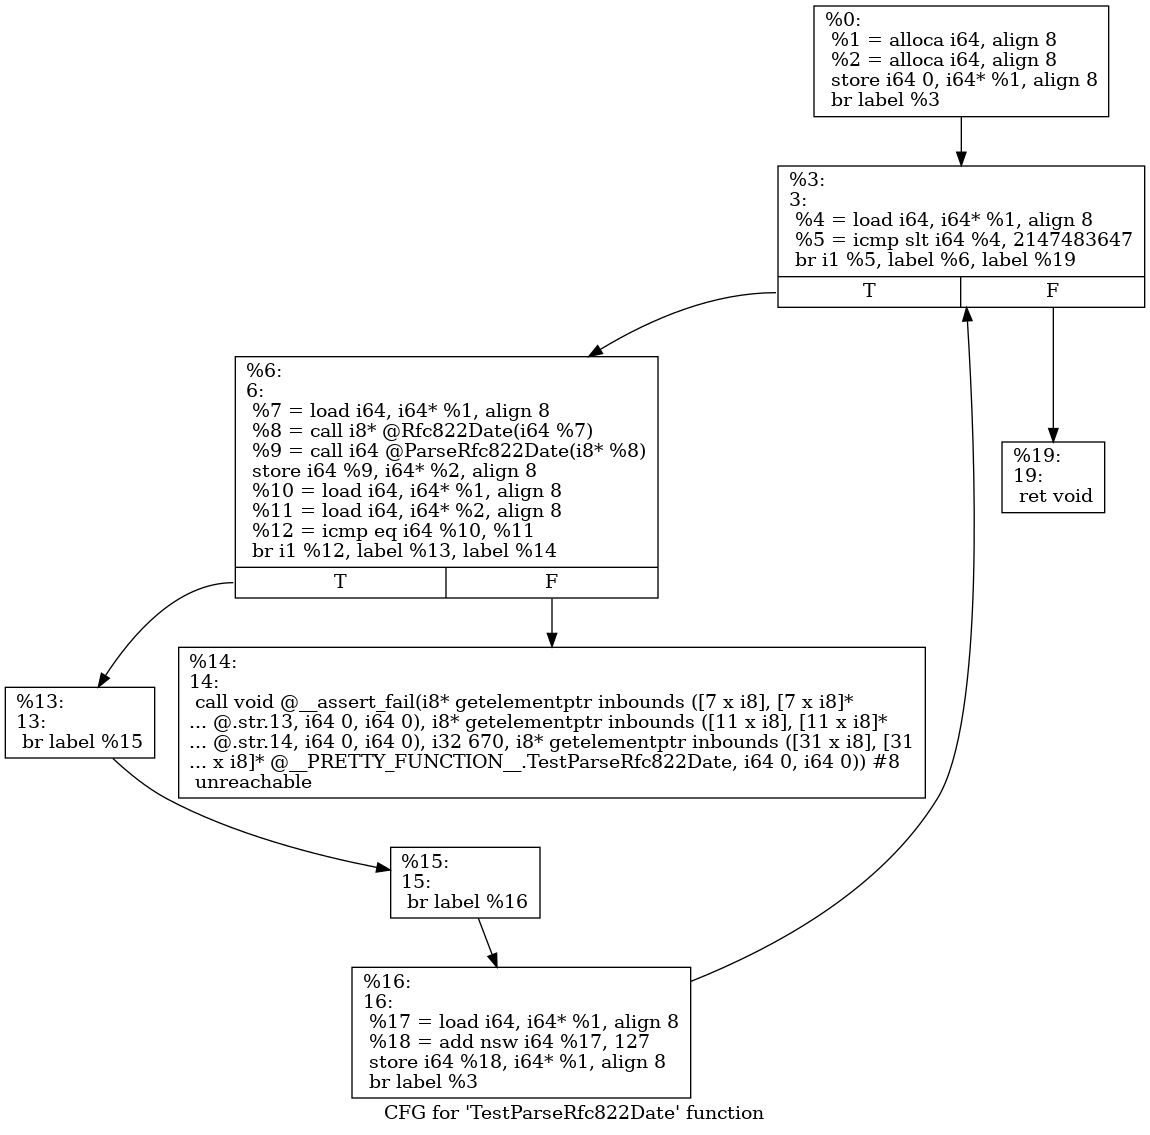 %0:
%1 = alloca i64, align 8
%2 = alloca i64, align 8
store i64 0, i64* %1, align 8
br label %3
%3:
3:
%4 = load i64, i64* %1, align 8
%5 = icmp slt i64 %4, 2147483647
br i1 %5, label %6, label %19
T F
%6:
6:
%7 = load i64, i64* %1, align 8
%8 = call i8* @Rfc822Date(i64 %7)
%9 = call i64 @ParseRfc822Date(i8* %8)
store i64 %9, i64* %2, align 8
%10 = load i64, i64* %1, align 8
%11 = load i64, i64* %2, align 8
%12 = icmp eq i64 %10, %11
br i1 %12, label %13, label %14
T F
%19:
19:
ret void
%13:
13:
br label %15
%14:
14:
call void @__assert_fail(i8* getelementptr inbounds ([7 x i8], [7 x i8]*
... @.str.13, i64 0, i64 0), i8* getelementptr inbounds ([11 x i8], [11 x i8]*
... @.str.14, i64 0, i64 0), i32 670, i8* getelementptr inbounds ([31 x i8], [31
... x i8]* @__PRETTY_FUNCTION__.TestParseRfc822Date, i64 0, i64 0)) #8
unreachable
%15:
15:
br label %16
%16:
16:
%17 = load i64, i64* %1, align 8
%18 = add nsw i64 %17, 127
store i64 %18, i64* %1, align 8
br label %3
CFG for 'TestParseRfc822Date' function